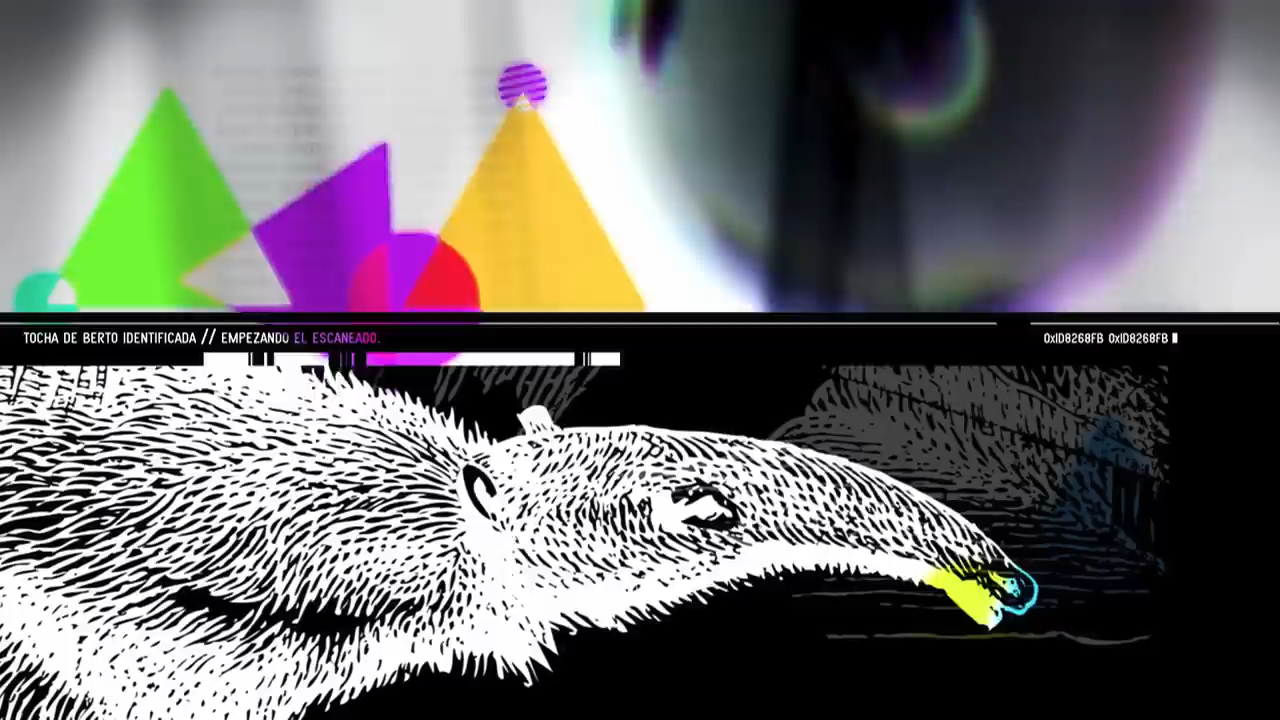 TOCHA DE BERTO IDENTIFICADA // EMPEZANDO EL ESCANEADO.
0x1D8268FB 0x1D8268FB